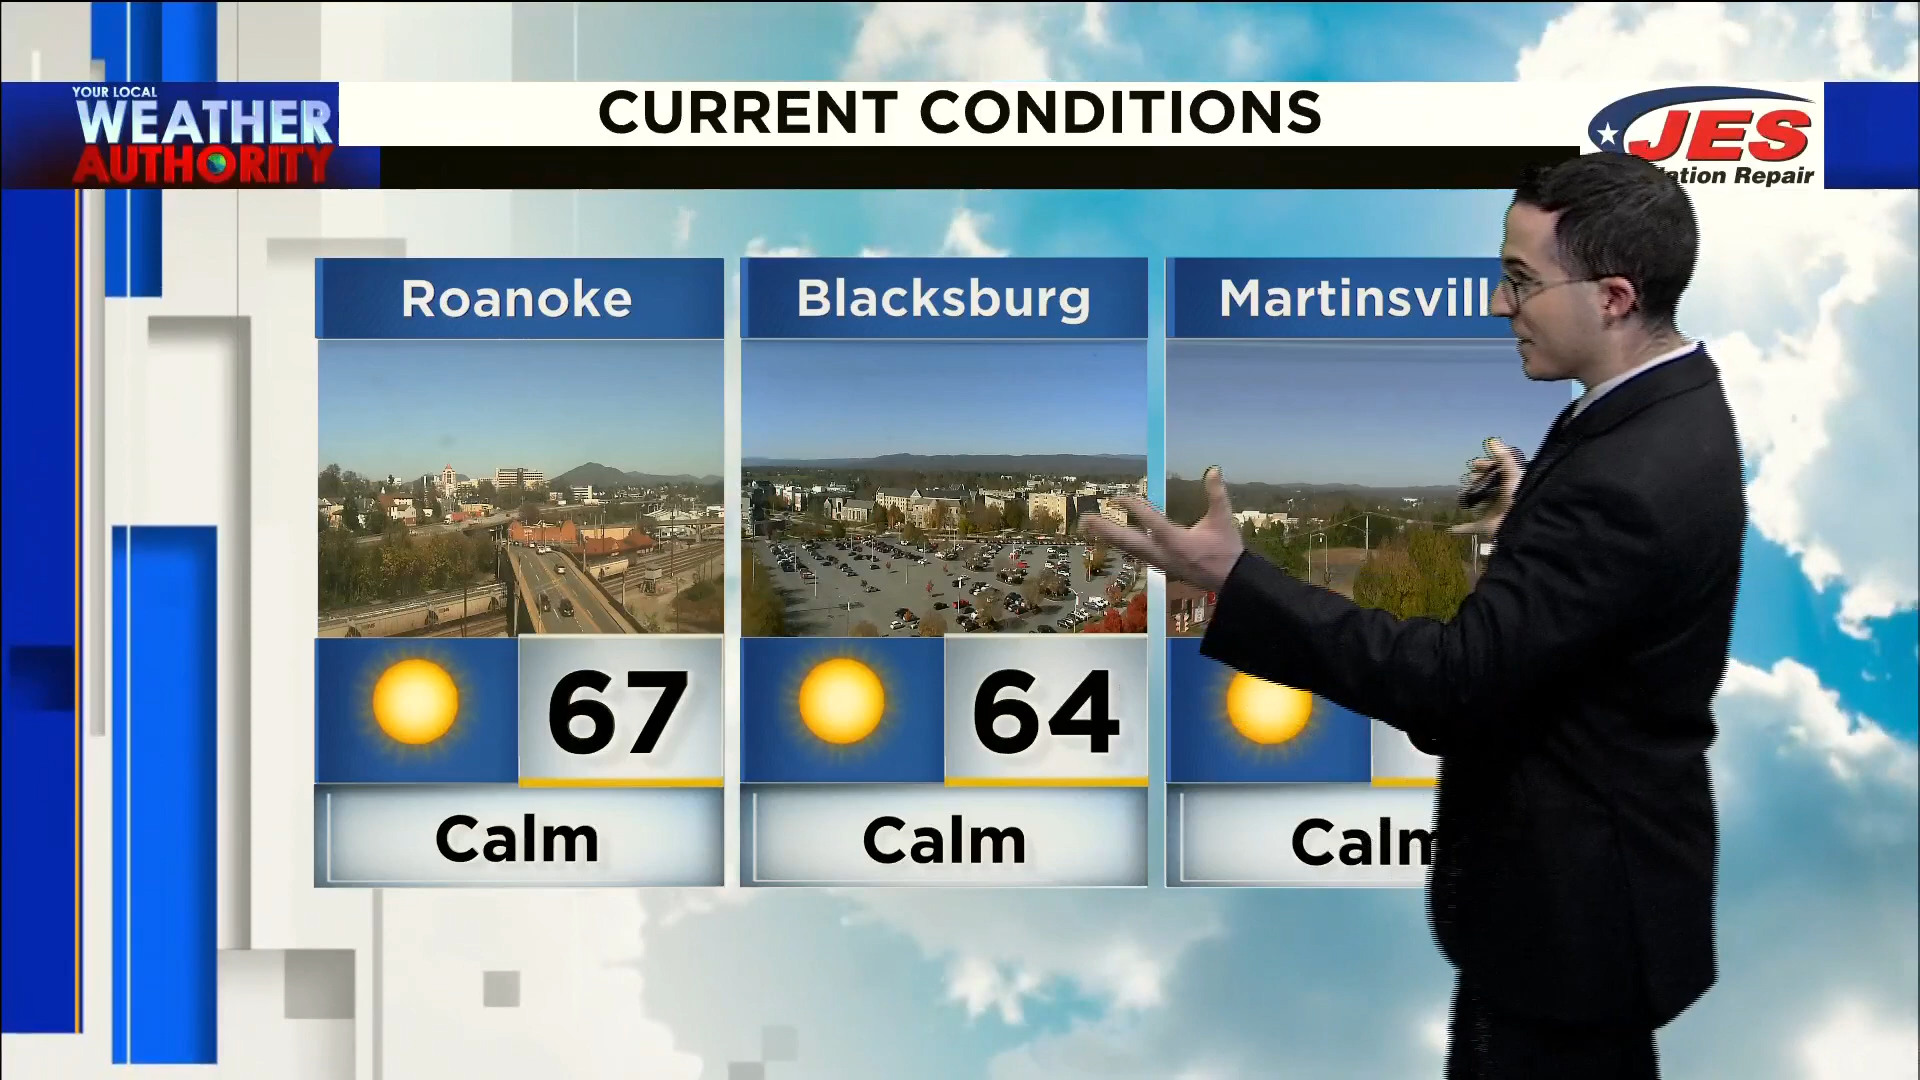 YOUR LOCAL
WEATHER
AUTHORITY
CURRENT CONDITIONS
JES
Repair
Roanoke
Blacksburg
67
64
Calm
Calm